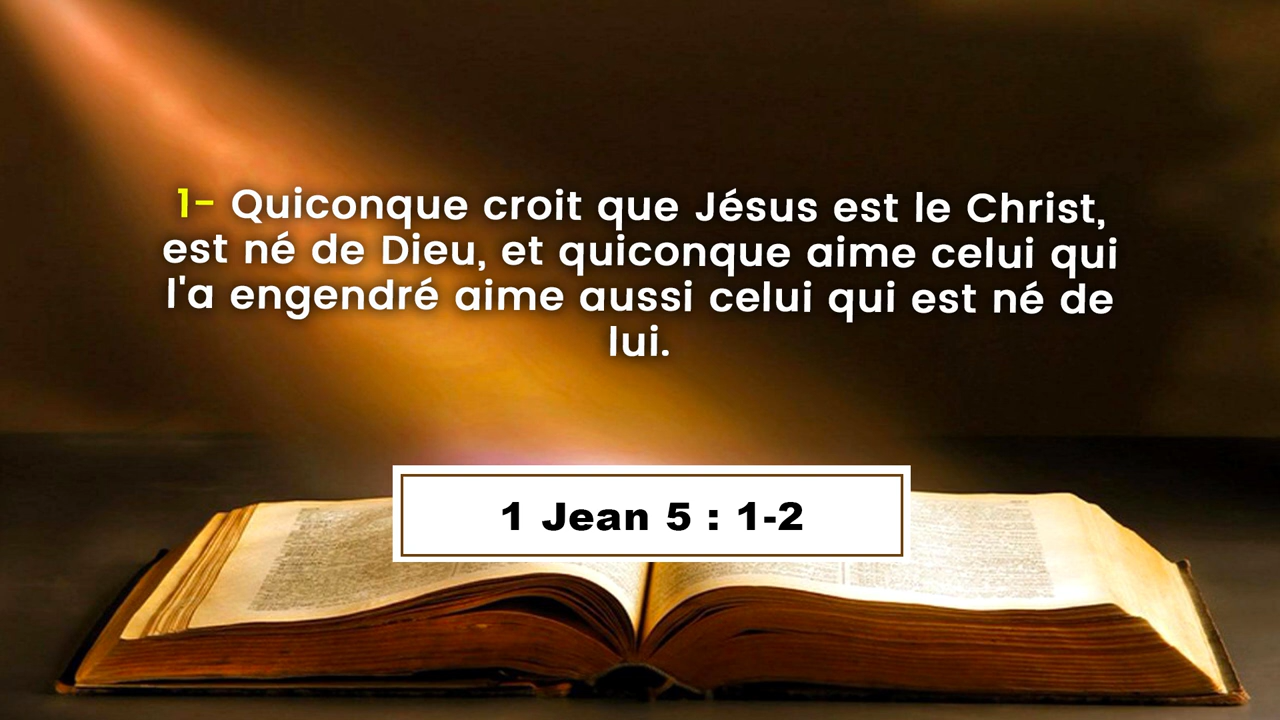 1- Quiconque croit que Jésus est le Christ,
est né de Dieu, et quiconque aime celui qui
l'a engendré aime aussi celui qui est né de
lui.
1 Jean 5 : 1-2